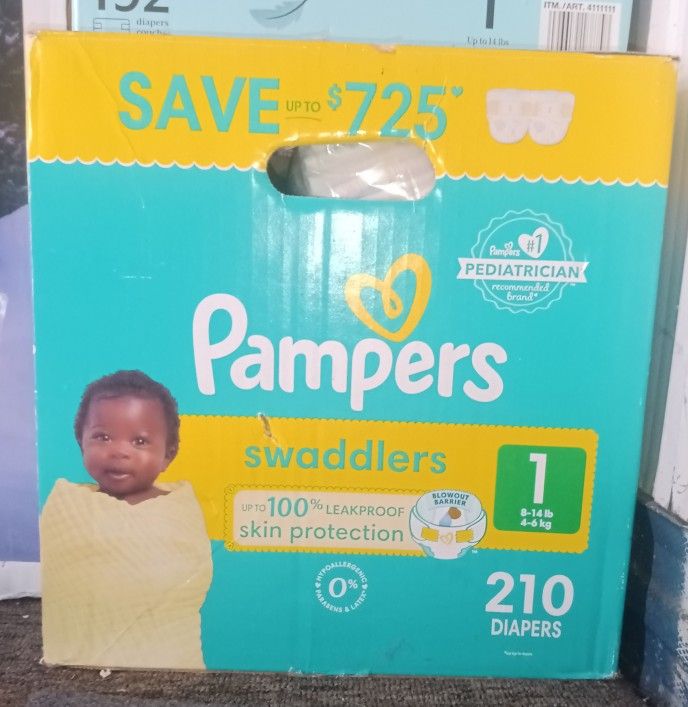 192
diapers
1
Up to 14 lbs
ITM./ART. 4111111
SAVE UP TO $725
Pampers
#1
PEDIATRICIAN
recommended
brand*
Pampers
swaddlers
UP TO 100% LEAKPROOF
skin protection
BLOWOUT
BARRIER
1
8-14 lb
4-6 kg
HYPOALLERGENIC
0%
PARABENS & LATEX
210
DIAPERS